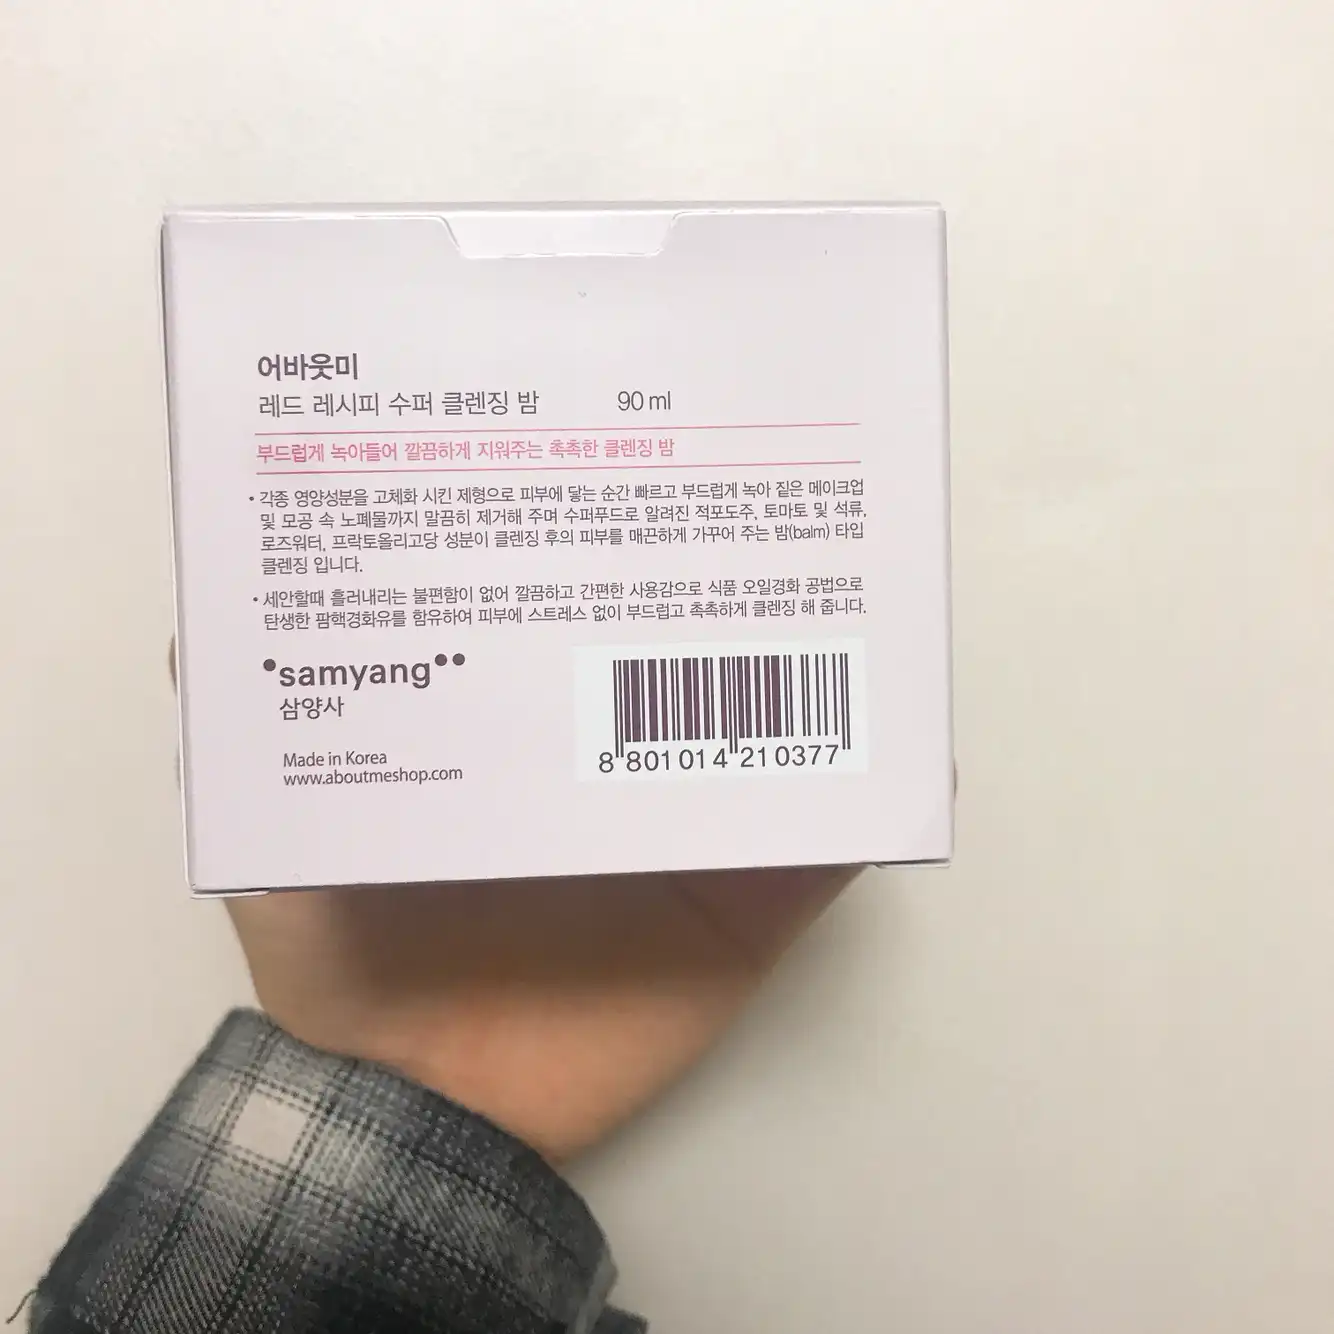 어바웃미
레드 레시피 수퍼 클렌징 밤 90 ml
부드럽게 녹아들어 깔끔하게 지워주는 촉촉한 클렌징 밤
• 각종 영양성분을 고체화 시킨 제형으로 피부에 닿는 순간 빠르고 부드럽게 녹아 짙은 메이크업
및 모공 속 노폐물까지 말끔히 제거해 주며 수퍼푸드로 알려진 적포도주, 토마토 및 석류,
로즈워터, 프락토올리고당 성분이 클렌징 후의 피부를 매끈하게 가꾸어 주는 밤(balm) 타입
클렌징 입니다.
• 세안할때 흘러내리는 불편함이 없어 깔끔하고 간편한 사용감으로 식품 오일경화 공법으로
탄생한 팜핵경화유를 함유하여 피부에 스트레스 없이 부드럽고 촉촉하게 클렌징 해 줍니다.
samyang
삼양사
Made in Korea
www.aboutmeshop.com
8 801014 210377